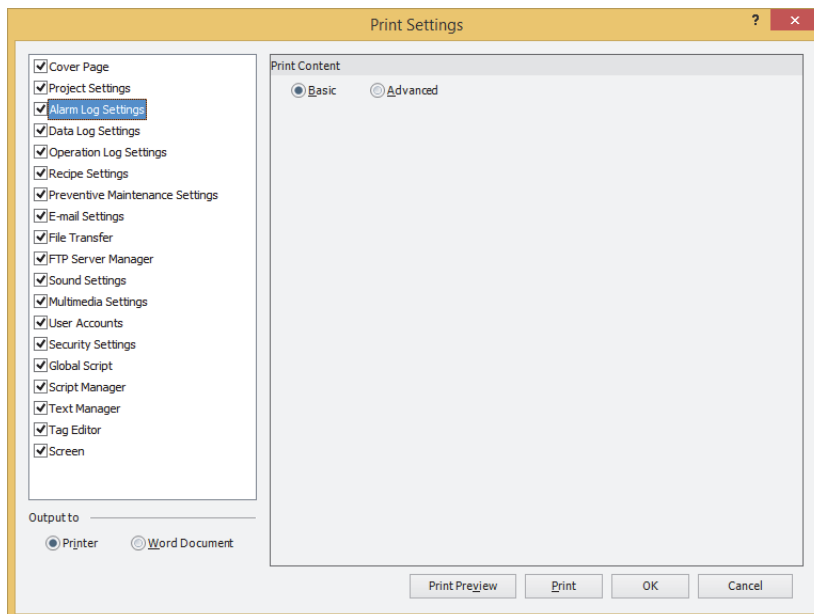 Print Settings
? ×
Cover Page
Project Settings
Alarm Log Settings
Data Log Settings
Operation Log Settings
Recipe Settings
Preventive Maintenance Settings
E-mail Settings
File Transfer
FTP Server Manager
Sound Settings
Multimedia Settings
User Accounts
Security Settings
Global Script
Script Manager
Text Manager
Tag Editor
Screen
Output to
Printer Word Document
Print Content
Basic Advanced
Print Preview Print OK Cancel